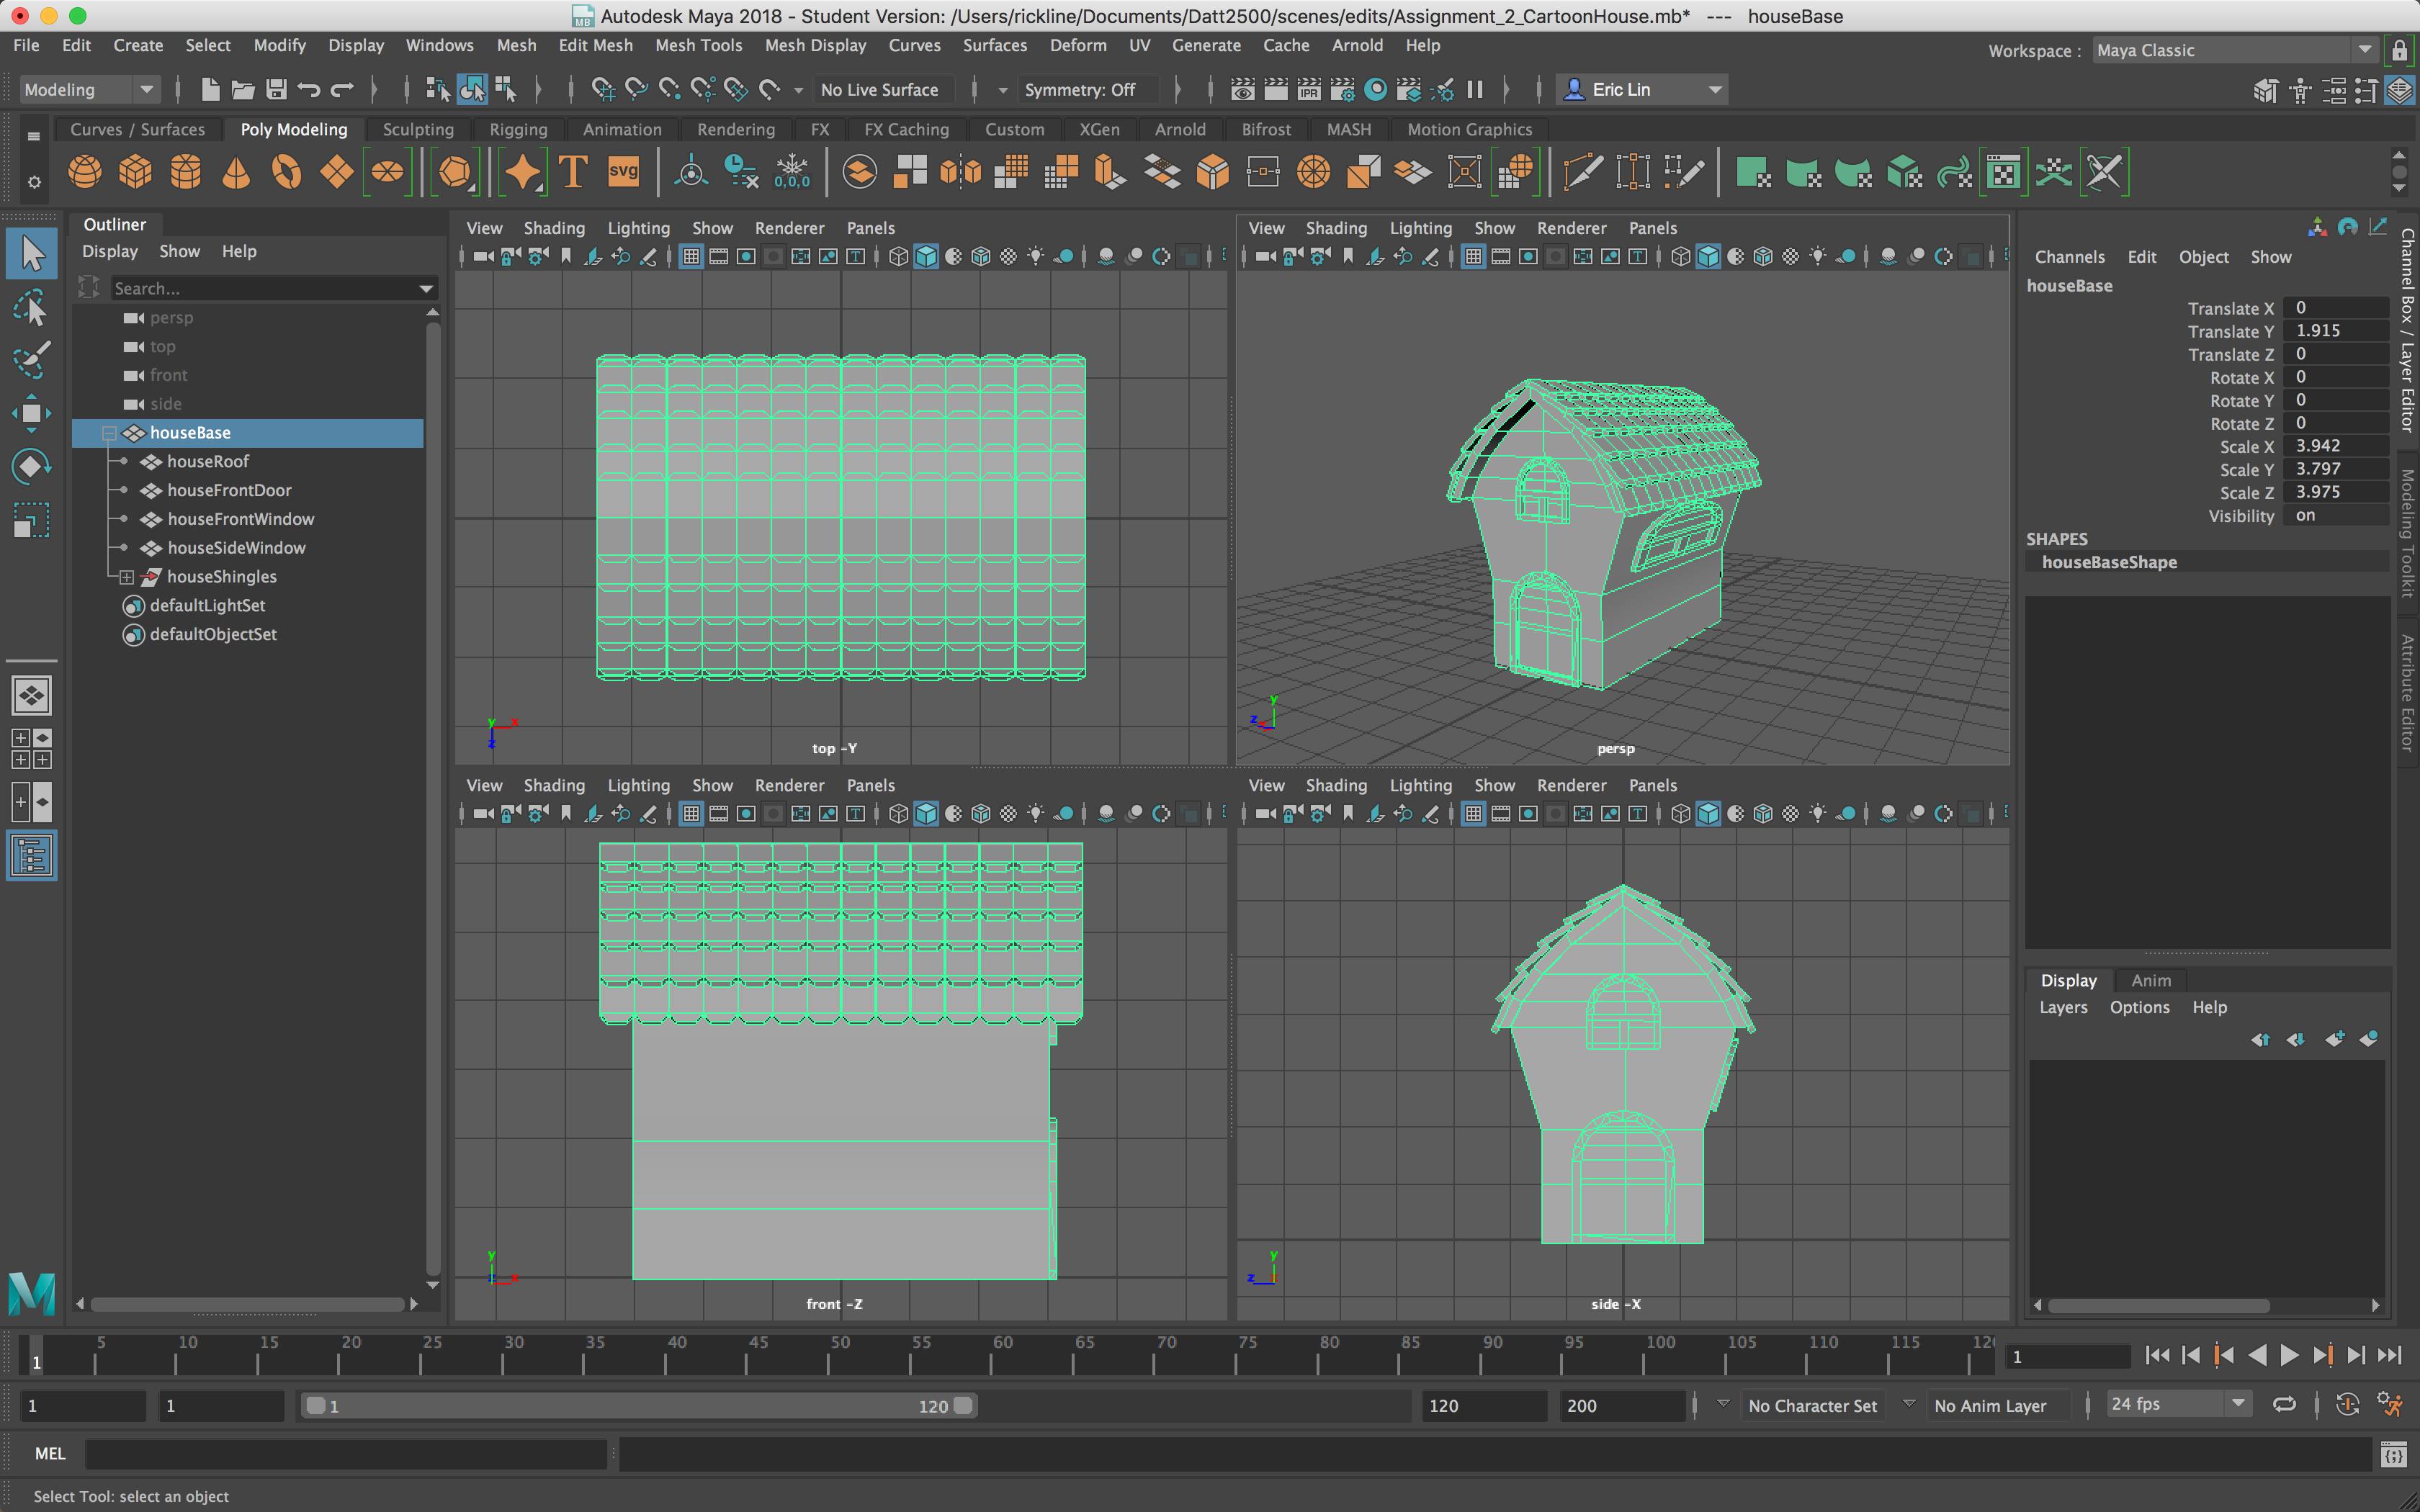 Autodesk Maya 2018 - Student Version: /Users/rickline/Documents/Datt2500/scenes/edits/Assignment_2_CartoonHouse.mb* --- houseBase
File Edit Create Select Modify Display Windows Mesh Edit Mesh Mesh Tools Mesh Display Curves Surfaces Deform UV Generate Cache Arnold Help
Workspace : Maya Classic
Modeling
No Live Surface
Symmetry: Off
IPR
Eric Lin
Curves / Surfaces Poly Modeling Sculpting Rigging Animation Rendering FX FX Caching Custom XGen Arnold Bifrost MASH Motion Graphics
T
svg
0,0,0
Outliner
Display Show Help
Search...
persp
top
front
side
houseBase
houseRoof
houseFrontDoor
houseFrontWindow
houseSideWindow
houseShingles
defaultLightSet
defaultObjectSet
View Shading Lighting Show Renderer Panels
y x
z
top -Y
View Shading Lighting Show Renderer Panels
y
z
persp
View Shading Lighting Show Renderer Panels
y
z x
front -Z
View Shading Lighting Show Renderer Panels
y
z
side -X
Channels Edit Object Show
houseBase
Translate X 0
Translate Y 1.915
Translate Z 0
Rotate X 0
Rotate Y 0
Rotate Z 0
Scale X 3.942
Scale Y 3.797
Scale Z 3.975
Visibility on
SHAPES
houseBaseShape
Channel Box / Layer Editor
Modeling Toolkit
Attribute Editor
Display Anim
Layers Options Help
1 5 10 15 20 25 30 35 40 45 50 55 60 65 70 75 80 85 90 95 100 105 110 115 12
1
1 1 1 120 120 200 No Character Set No Anim Layer 24 fps
MEL
Select Tool: select an object